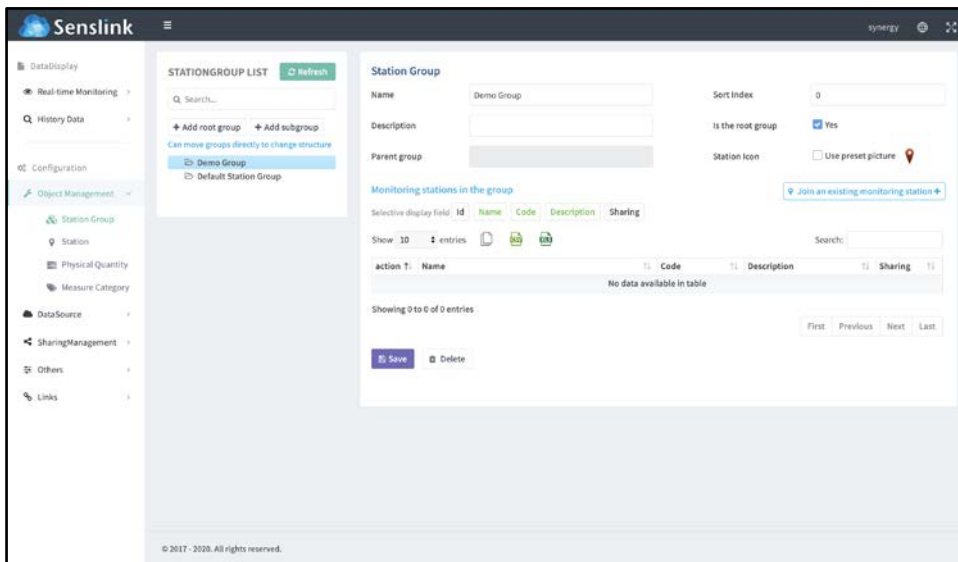 Senslink
synergy
DataDisplay
Real-time Monitoring
History Data
Configuration
Object Management
Station Group
Station
Physical Quantity
Measure Category
DataSource
SharingManagement
Others
Links
STATIONGROUP LIST
Refresh
Search...
+ Add root group + Add subgroup
Can move groups directly to change structure
Demo Group
Default Station Group
Station Group
Name Demo Group Sort Index 0
Description Is the root group Yes
Parent group Station Icon Use preset picture
Monitoring stations in the group
Join an existing monitoring station +
Selective display field Id Name Code Description Sharing
Show 10 entries Search:
action Name Code Description Sharing
No data available in table
Showing 0 to 0 of 0 entries
First Previous Next Last
Save Delete
© 2017 - 2020. All rights reserved.